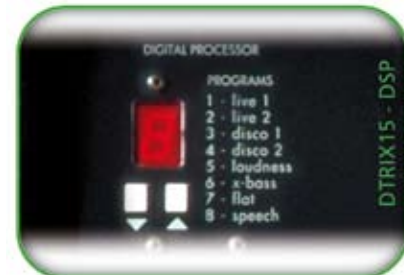 DIGITAL PROCESSOR
PROGRAMS
1 - live 1
2 - live 2
3 - disco 1
4 - disco 2
5 - loudness
6 - x-bass
7 - flat
8 - speech
DTRIX15 - DSP